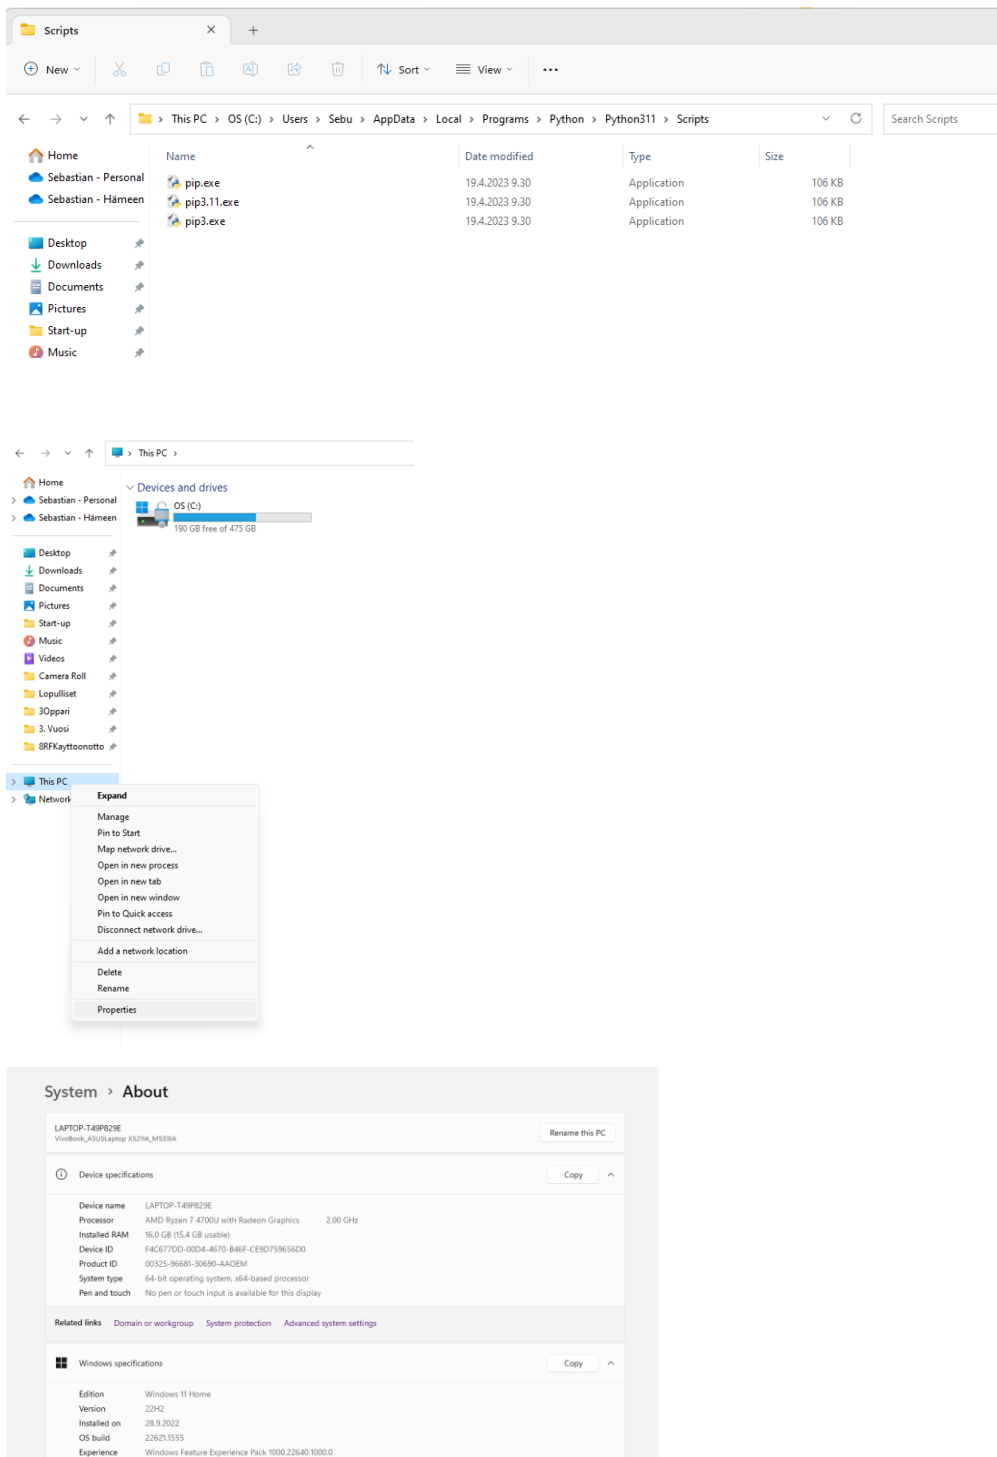 Scripts
New
Sort
View
This PC > OS (C:) > Users > Sebu > AppData > Local > Programs > Python > Python311 > Scripts
Search Scripts
Home
Sebastian - Personal
Sebastian - Hämeen
Desktop
Downloads
Documents
Pictures
Start-up
Music
Name Date modified Type Size
pip.exe 19.4.2023 9.30 Application 106 KB
pip3.11.exe 19.4.2023 9.30 Application 106 KB
pip3.exe 19.4.2023 9.30 Application 106 KB
This PC >
Home
Sebastian - Personal
Sebastian - Hämeen
Desktop
Downloads
Documents
Pictures
Start-up
Music
Videos
Camera Roll
Lopulliset
3Oppari
3. Vuosi
8RFKayttoonotto
This PC
Network
Devices and drives
OS (C:)
190 GB free of 475 GB
Expand
Manage
Pin to Start
Map network drive...
Open in new process
Open in new tab
Open in new window
Pin to Quick access
Disconnect network drive...
Add a network location
Delete
Rename
Properties
System > About
LAPTOP-T49P829E
VivoBook_ASUSLaptop X521IA_M533IA
Rename this PC
Device specifications
Copy
Device name LAPTOP-T49P829E
Processor AMD Ryzen 7 4700U with Radeon Graphics 2.00 GHz
Installed RAM 16.0 GB (15.4 GB usable)
Device ID F4C677DD-00D4-4670-B46F-CE9D759656D0
Product ID 00325-96681-30690-AAOEM
System type 64-bit operating system, x64-based processor
Pen and touch No pen or touch input is available for this display
Related links Domain or workgroup System protection Advanced system settings
Windows specifications
Copy
Edition Windows 11 Home
Version 22H2
Installed on 28.9.2022
OS build 22621.1555
Experience Windows Feature Experience Pack 1000.22640.1000.0